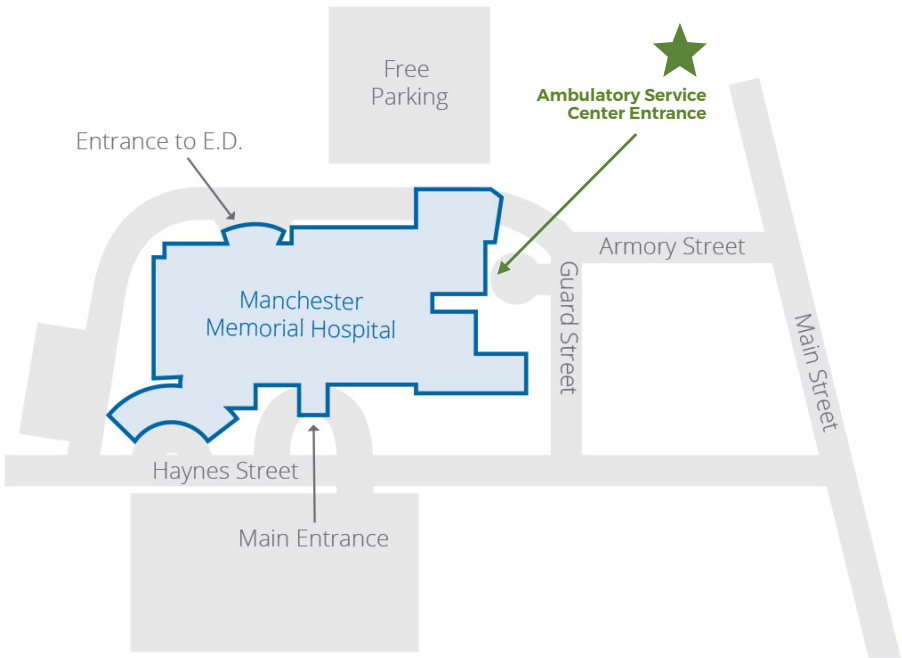 Free
Parking
Ambulatory Service
Center Entrance
Entrance to E.D.
Armory Street
Manchester
Memorial Hospital
Guard Street
Main Street
Haynes Street
Main Entrance